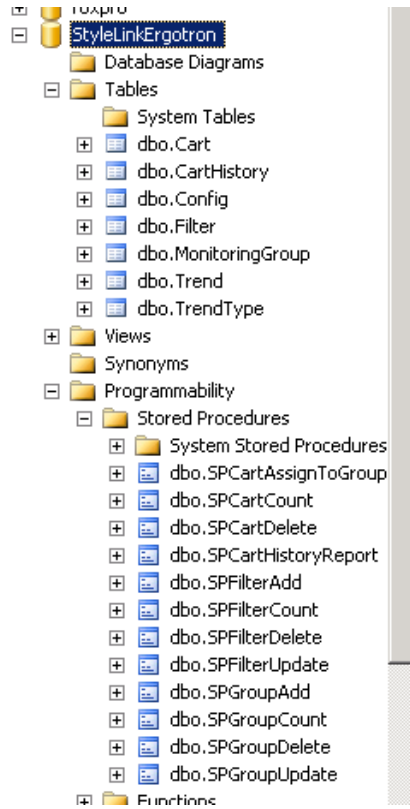 foxpro
StyleLinkErgotron
Database Diagrams
Tables
System Tables
dbo.Cart
dbo.CartHistory
dbo.Config
dbo.Filter
dbo.MonitoringGroup
dbo.Trend
dbo.TrendType
Views
Synonyms
Programmability
Stored Procedures
System Stored Procedures
dbo.SPCartAssignToGroup
dbo.SPCartCount
dbo.SPCartDelete
dbo.SPCartHistoryReport
dbo.SPFilterAdd
dbo.SPFilterCount
dbo.SPFilterDelete
dbo.SPFilterUpdate
dbo.SPGroupAdd
dbo.SPGroupCount
dbo.SPGroupDelete
dbo.SPGroupUpdate
Functions